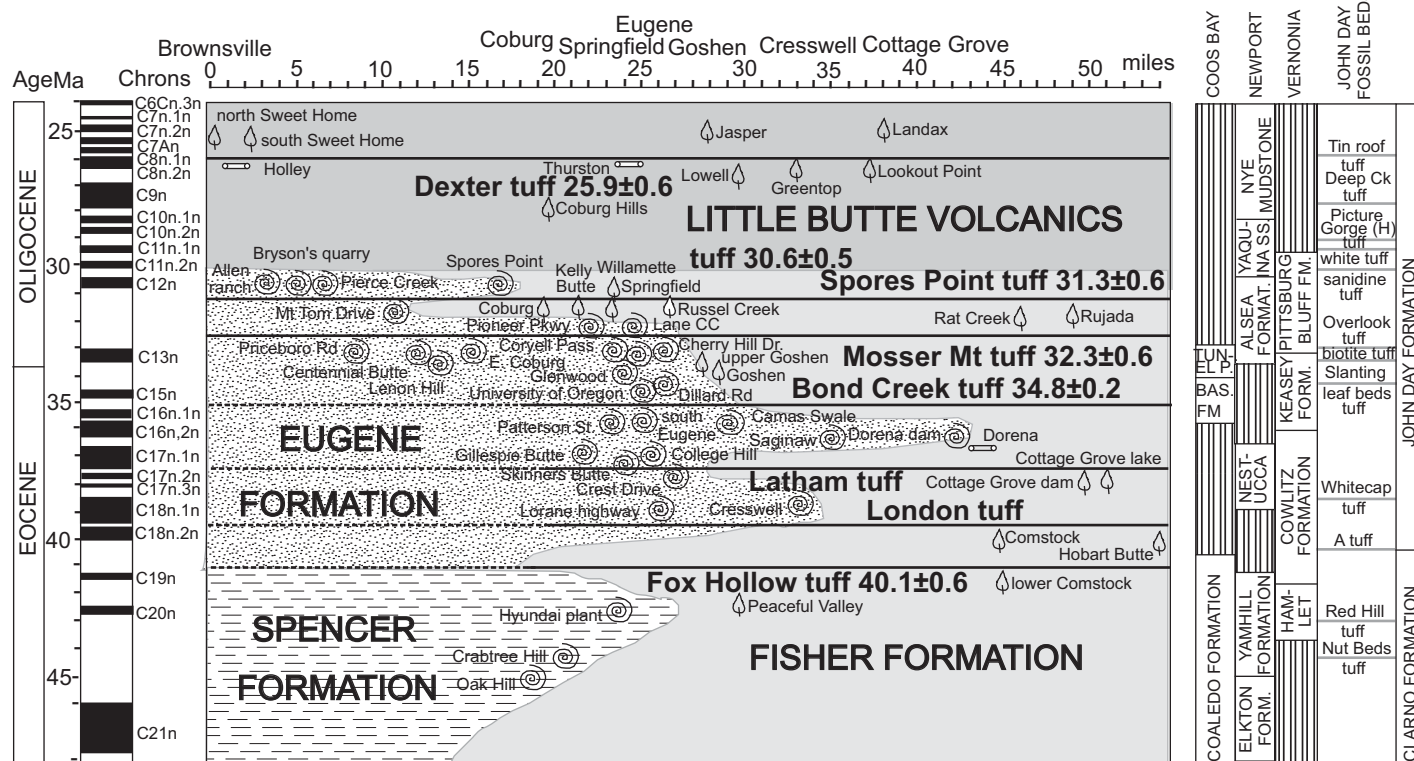 Eugene
Brownsville
Coburg
Springfield
Goshen
Cresswell
Cottage Grove
AgeMa
Chrons
0
5
10
15
20
25
30
35
40
45
50
miles
COOS BAY
NEWPORT
VERNONIA
JOHN DAY
FOSSIL BED
OLIGOCENE
EOCENE
25
30
35
40
45
C6Cn.3n
C7n.1n
C7n.2n
C7An
C8n.1n
C8n.2n
C9n
C10n.1n
C10n.2n
C11n.1n
C11n.2n
C12n
C13n
C15n
C16n.1n
C16n,2n
C17n.1n
C17n.2n
C17n.3n
C18n.1n
C18n.2n
C19n
C20n
C21n
north Sweet Home
south Sweet Home
Jasper
Landax
Holley
Thurston
Lowell
Greentop
Lookout Point
Dexter tuff 25.9±0.6
Coburg Hills
LITTLE BUTTE VOLCANICS
tuff 30.6±0.5
Bryson's quarry
Spores Point
Allen
ranch
Pierce Creek
Kelly
Butte
Willamette
Springfield
Spores Point tuff 31.3±0.6
Mt Tom Drive
Coburg
Russel Creek
Pioneer Pkwy
Lane CC
Rat Creek
Rujada
Priceboro Rd
Coryell Pass
Cherry Hill Dr.
E. Coburg
upper Goshen
Goshen
Centennial Butte
Glenwood
Lenon Hill
University of Oregon
Dillard Rd
Mosser Mt tuff 32.3±0.6
Bond Creek tuff 34.8±0.2
EUGENE
FORMATION
Patterson St.
south
Eugene
Camas Swale
Saginaw
Dorena dam
Dorena
Gillespie Butte
College Hill
Cottage Grove lake
Skinners Butte
Crest Drive
Latham tuff
Cottage Grove dam
Lorane highway
Cresswell
London tuff
Comstock
Hobart Butte
Fox Hollow tuff 40.1±0.6
lower Comstock
Hyundai plant
Peaceful Valley
SPENCER
FORMATION
Crabtree Hill
Oak Hill
FISHER FORMATION
TUN-
EL P.
BAS.
FM
COALEDO FORMATION
NYE
MUDSTONE
YAQU-
INA SS.
ALSEA
FORMAT.
NEST-
UCCA
YAMHILL
FORMATION
ELKTON
FORM.
PITTSBURG
BLUFF FM.
KEASEY
FORM.
COWLITZ
FORMATION
HAM-
LET
Tin roof
tuff
Deep Ck
tuff
Picture
Gorge (H)
tuff
white tuff
sanidine
tuff
Overlook
tuff
biotite tuff
Slanting
leaf beds
tuff
Whitecap
tuff
A tuff
Red Hill
tuff
Nut Beds
tuff
JOHN DAY FORMATION
CLARNO FORMATION